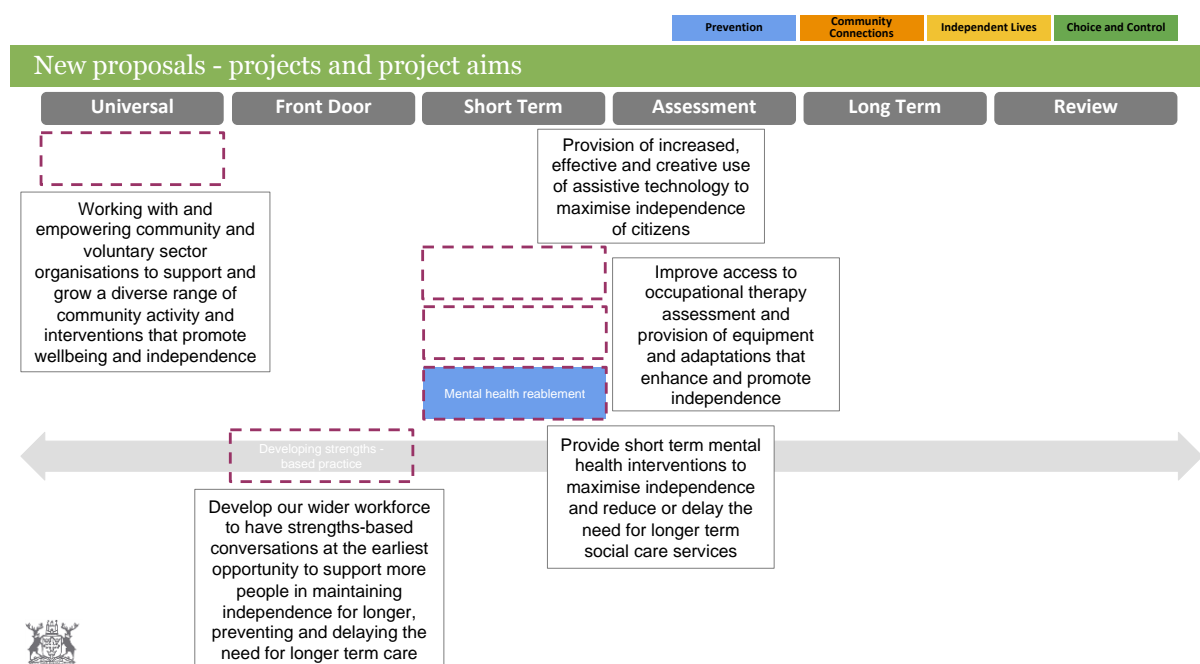 Prevention
Community
Connections
Independent Lives
Choice and Control
New proposals - projects and project aims
Universal
Front Door
Short Term
Assessment
Long Term
Review
Provision of increased,
effective and creative use
of assistive technology to
maximise independence
of citizens
Working with and
empowering community and
voluntary sector
organisations to support and
grow a diverse range of
community activity and
interventions that promote
wellbeing and independence
Improve access to
occupational therapy
assessment and
provision of equipment
and adaptations that
enhance and promote
independence
Mental health reablement
Developing strengths -
based practice
Provide short term mental
health interventions to
maximise independence
and reduce or delay the
need for longer term
social care services
Develop our wider workforce
to have strengths-based
conversations at the earliest
opportunity to support more
people in maintaining
independence for longer,
preventing and delaying the
need for longer term care